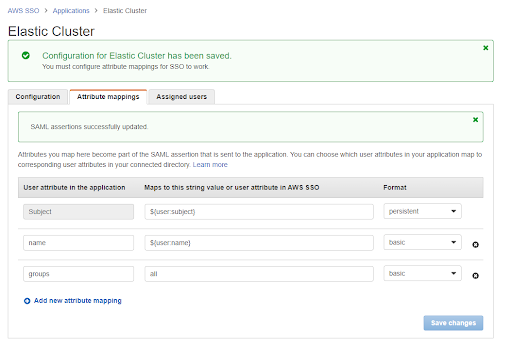 AWS SSO > Applications > Elastic Cluster
Elastic Cluster
Configuration for Elastic Cluster has been saved.
You must configure attribute mappings for SSO to work.
Configuration Attribute mappings Assigned users
SAML assertions successfully updated.
Attributes you map here become part of the SAML assertion that is sent to the application. You can choose which user attributes in your application map to
corresponding user attributes in your connected directory. Learn more
User attribute in the application Maps to this string value or user attribute in AWS SSO Format
Subject ${user:subject} persistent
name ${user:name} basic
groups all basic
Add new attribute mapping
Save changes